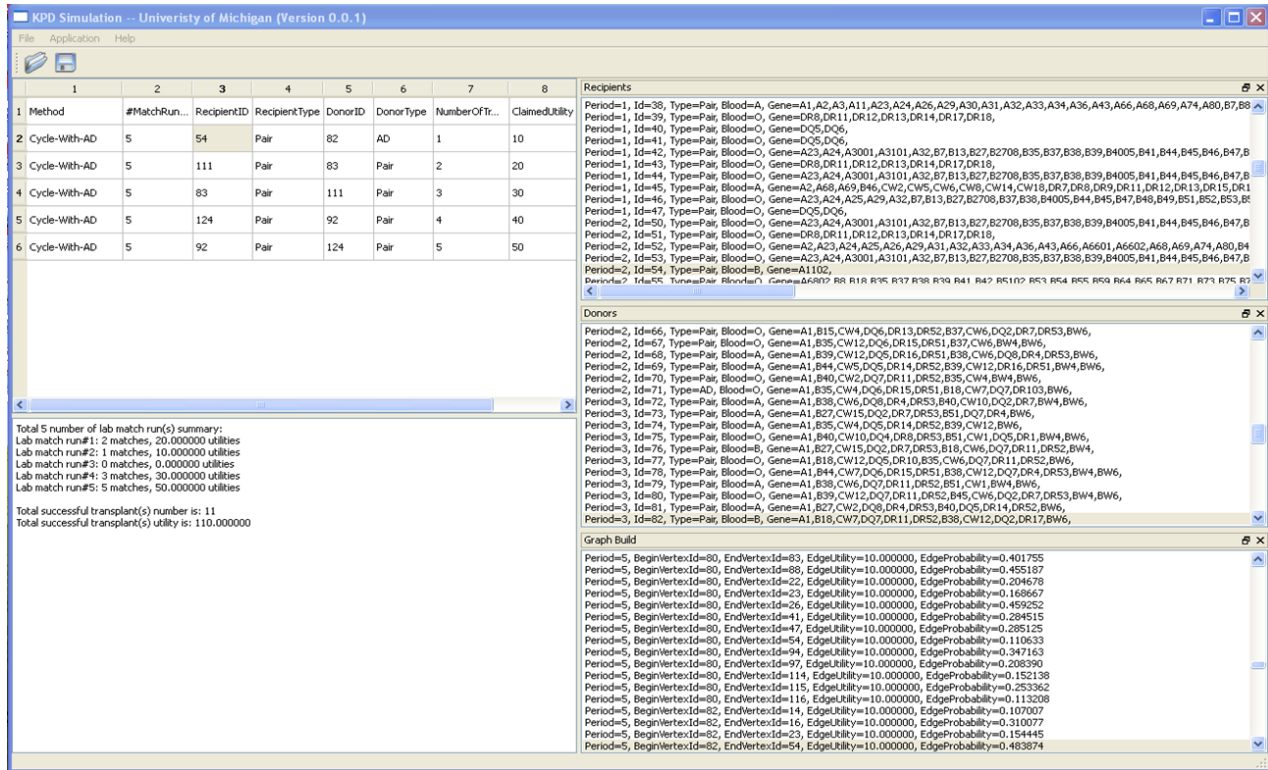 KPD Simulation -- Univeristy of Michigan (Version 0.0.1)
File Application Help
1 2 3 4 5 6 7 8
1 Method #MatchRun... RecipientID RecipientType DonorID DonorType NumberOfTr... ClaimedUtility
2 Cycle-With-AD 5 54 Pair 82 AD 1 10
3 Cycle-With-AD 5 111 Pair 83 Pair 2 20
4 Cycle-With-AD 5 83 Pair 111 Pair 3 30
5 Cycle-With-AD 5 124 Pair 92 Pair 4 40
6 Cycle-With-AD 5 92 Pair 124 Pair 5 50
Total 5 number of lab match run(s) summary:
Lab match run#1: 2 matches, 20.000000 utilities
Lab match run#2: 1 matches, 10.000000 utilities
Lab match run#3: 0 matches, 0.000000 utilities
Lab match run#4: 3 matches, 30.000000 utilities
Lab match run#5: 5 matches, 50.000000 utilities
Total successful transplant(s) number is: 11
Total successful transplant(s) utility is: 110.000000
Recipients
Period=1, Id=38, Type=Pair, Blood=A, Gene=A1,A2,A3,A11,A23,A24,A26,A29,A30,A31,A32,A33,A34,A36,A43,A66,A68,A69,A74,A80,B7,B8
Period=1, Id=39, Type=Pair, Blood=O, Gene=DR8,DR11,DR12,DR13,DR14,DR17,DR18,
Period=1, Id=40, Type=Pair, Blood=O, Gene=DQ5,DQ6,
Period=1, Id=41, Type=Pair, Blood=O, Gene=DQ5,DQ6,
Period=1, Id=42, Type=Pair, Blood=O, Gene=A23,A24,A3001,A3101,A32,B7,B13,B27,B2708,B35,B37,B38,B39,B4005,B41,B44,B45,B46,B47,B
Period=1, Id=43, Type=Pair, Blood=O, Gene=DR8,DR11,DR12,DR13,DR14,DR17,DR18,
Period=1, Id=44, Type=Pair, Blood=O, Gene=A23,A24,A3001,A3101,A32,B7,B13,B27,B2708,B35,B37,B38,B39,B4005,B41,B44,B45,B46,B47,B
Period=1, Id=45, Type=Pair, Blood=A, Gene=A2,A68,A69,B46,CW2,CW5,CW6,CW8,CW14,CW18,DR7,DR8,DR9,DR11,DR12,DR13,DR15,DR1
Period=1, Id=46, Type=Pair, Blood=O, Gene=A23,A24,A25,A29,A32,B7,B13,B27,B2708,B37,B38,B4005,B44,B45,B47,B48,B49,B51,B52,B53,B5
Period=1, Id=47, Type=Pair, Blood=O, Gene=DQ5,DQ6,
Period=2, Id=50, Type=Pair, Blood=O, Gene=A23,A24,A3001,A3101,A32,B7,B13,B27,B2708,B35,B37,B38,B39,B4005,B41,B44,B45,B46,B47,B
Period=2, Id=51, Type=Pair, Blood=O, Gene=DR8,DR11,DR12,DR13,DR14,DR17,DR18,
Period=2, Id=52, Type=Pair, Blood=O, Gene=A2,A23,A24,A25,A26,A29,A31,A32,A33,A34,A36,A43,A66,A6601,A6602,A68,A69,A74,A80,B4
Period=2, Id=53, Type=Pair, Blood=O, Gene=A23,A24,A3001,A3101,A32,B7,B13,B27,B2708,B35,B37,B38,B39,B4005,B41,B44,B45,B46,B47,B
Period=2, Id=54, Type=Pair, Blood=B, Gene=A1102,
Period=2, Id=55, Type=Pair, Blood=O, Gene=A6802,B8,B18,B35,B37,B38,B39,B41,B42,B5102,B53,B54,B55,B59,B64,B65,B67,B71,B73,B75,B7
Donors
Period=2, Id=66, Type=Pair, Blood=O, Gene=A1,B15,CW4,DQ6,DR13,DR52,B37,CW6,DQ2,DR7,DR53,BW6,
Period=2, Id=67, Type=Pair, Blood=O, Gene=A1,B35,CW12,DQ6,DR15,DR51,B37,CW6,BW4,BW6,
Period=2, Id=68, Type=Pair, Blood=A, Gene=A1,B39,CW12,DQ5,DR16,DR51,B38,CW6,DQ8,DR4,DR53,BW6,
Period=2, Id=69, Type=Pair, Blood=A, Gene=A1,B44,CW5,DQ5,DR14,DR52,B39,CW12,DR16,DR51,BW4,BW6,
Period=2, Id=70, Type=Pair, Blood=O, Gene=A1,B40,CW2,DQ7,DR11,DR52,B35,CW4,BW4,BW6,
Period=2, Id=71, Type=AD, Blood=O, Gene=A1,B35,CW4,DQ6,DR15,DR51,B18,CW7,DQ7,DR103,BW6,
Period=3, Id=72, Type=Pair, Blood=A, Gene=A1,B38,CW6,DQ8,DR4,DR53,B40,CW10,DQ2,DR7,BW4,BW6,
Period=3, Id=73, Type=Pair, Blood=A, Gene=A1,B27,CW15,DQ2,DR7,DR53,B51,DQ7,DR4,BW6,
Period=3, Id=74, Type=Pair, Blood=A, Gene=A1,B35,CW4,DQ5,DR14,DR52,B39,CW12,BW6,
Period=3, Id=75, Type=Pair, Blood=O, Gene=A1,B40,CW10,DQ4,DR8,DR53,B51,CW1,DQ5,DR1,BW4,BW6,
Period=3, Id=76, Type=Pair, Blood=B, Gene=A1,B27,CW15,DQ2,DR7,DR53,B18,CW6,DQ7,DR11,DR52,BW4,
Period=3, Id=77, Type=Pair, Blood=O, Gene=A1,B18,CW12,DQ5,DR10,B35,CW6,DQ7,DR11,DR52,BW6,
Period=3, Id=78, Type=Pair, Blood=O, Gene=A1,B44,CW7,DQ6,DR15,DR51,B38,CW12,DQ7,DR4,DR53,BW4,BW6,
Period=3, Id=79, Type=Pair, Blood=A, Gene=A1,B38,CW6,DQ7,DR11,DR52,B51,CW1,BW4,BW6,
Period=3, Id=80, Type=Pair, Blood=O, Gene=A1,B39,CW12,DQ7,DR11,DR52,B45,CW6,DQ2,DR7,DR53,BW4,BW6,
Period=3, Id=81, Type=Pair, Blood=A, Gene=A1,B27,CW2,DQ8,DR4,DR53,B40,DQ5,DR14,DR52,BW6,
Period=3, Id=82, Type=Pair, Blood=B, Gene=A1,B18,CW7,DQ7,DR11,DR52,B38,CW12,DQ2,DR17,BW6,
Graph Build
Period=5, BeginVertexId=80, EndVertexId=83, EdgeUtility=10.000000, EdgeProbability=0.401755
Period=5, BeginVertexId=80, EndVertexId=88, EdgeUtility=10.000000, EdgeProbability=0.455187
Period=5, BeginVertexId=80, EndVertexId=22, EdgeUtility=10.000000, EdgeProbability=0.204678
Period=5, BeginVertexId=80, EndVertexId=23, EdgeUtility=10.000000, EdgeProbability=0.168667
Period=5, BeginVertexId=80, EndVertexId=26, EdgeUtility=10.000000, EdgeProbability=0.459252
Period=5, BeginVertexId=80, EndVertexId=41, EdgeUtility=10.000000, EdgeProbability=0.284515
Period=5, BeginVertexId=80, EndVertexId=47, EdgeUtility=10.000000, EdgeProbability=0.285125
Period=5, BeginVertexId=80, EndVertexId=54, EdgeUtility=10.000000, EdgeProbability=0.110633
Period=5, BeginVertexId=80, EndVertexId=94, EdgeUtility=10.000000, EdgeProbability=0.347163
Period=5, BeginVertexId=80, EndVertexId=97, EdgeUtility=10.000000, EdgeProbability=0.208390
Period=5, BeginVertexId=80, EndVertexId=114, EdgeUtility=10.000000, EdgeProbability=0.152138
Period=5, BeginVertexId=80, EndVertexId=115, EdgeUtility=10.000000, EdgeProbability=0.253362
Period=5, BeginVertexId=80, EndVertexId=116, EdgeUtility=10.000000, EdgeProbability=0.113208
Period=5, BeginVertexId=82, EndVertexId=14, EdgeUtility=10.000000, EdgeProbability=0.107007
Period=5, BeginVertexId=82, EndVertexId=16, EdgeUtility=10.000000, EdgeProbability=0.310077
Period=5, BeginVertexId=82, EndVertexId=23, EdgeUtility=10.000000, EdgeProbability=0.154445
Period=5, BeginVertexId=82, EndVertexId=54, EdgeUtility=10.000000, EdgeProbability=0.483874